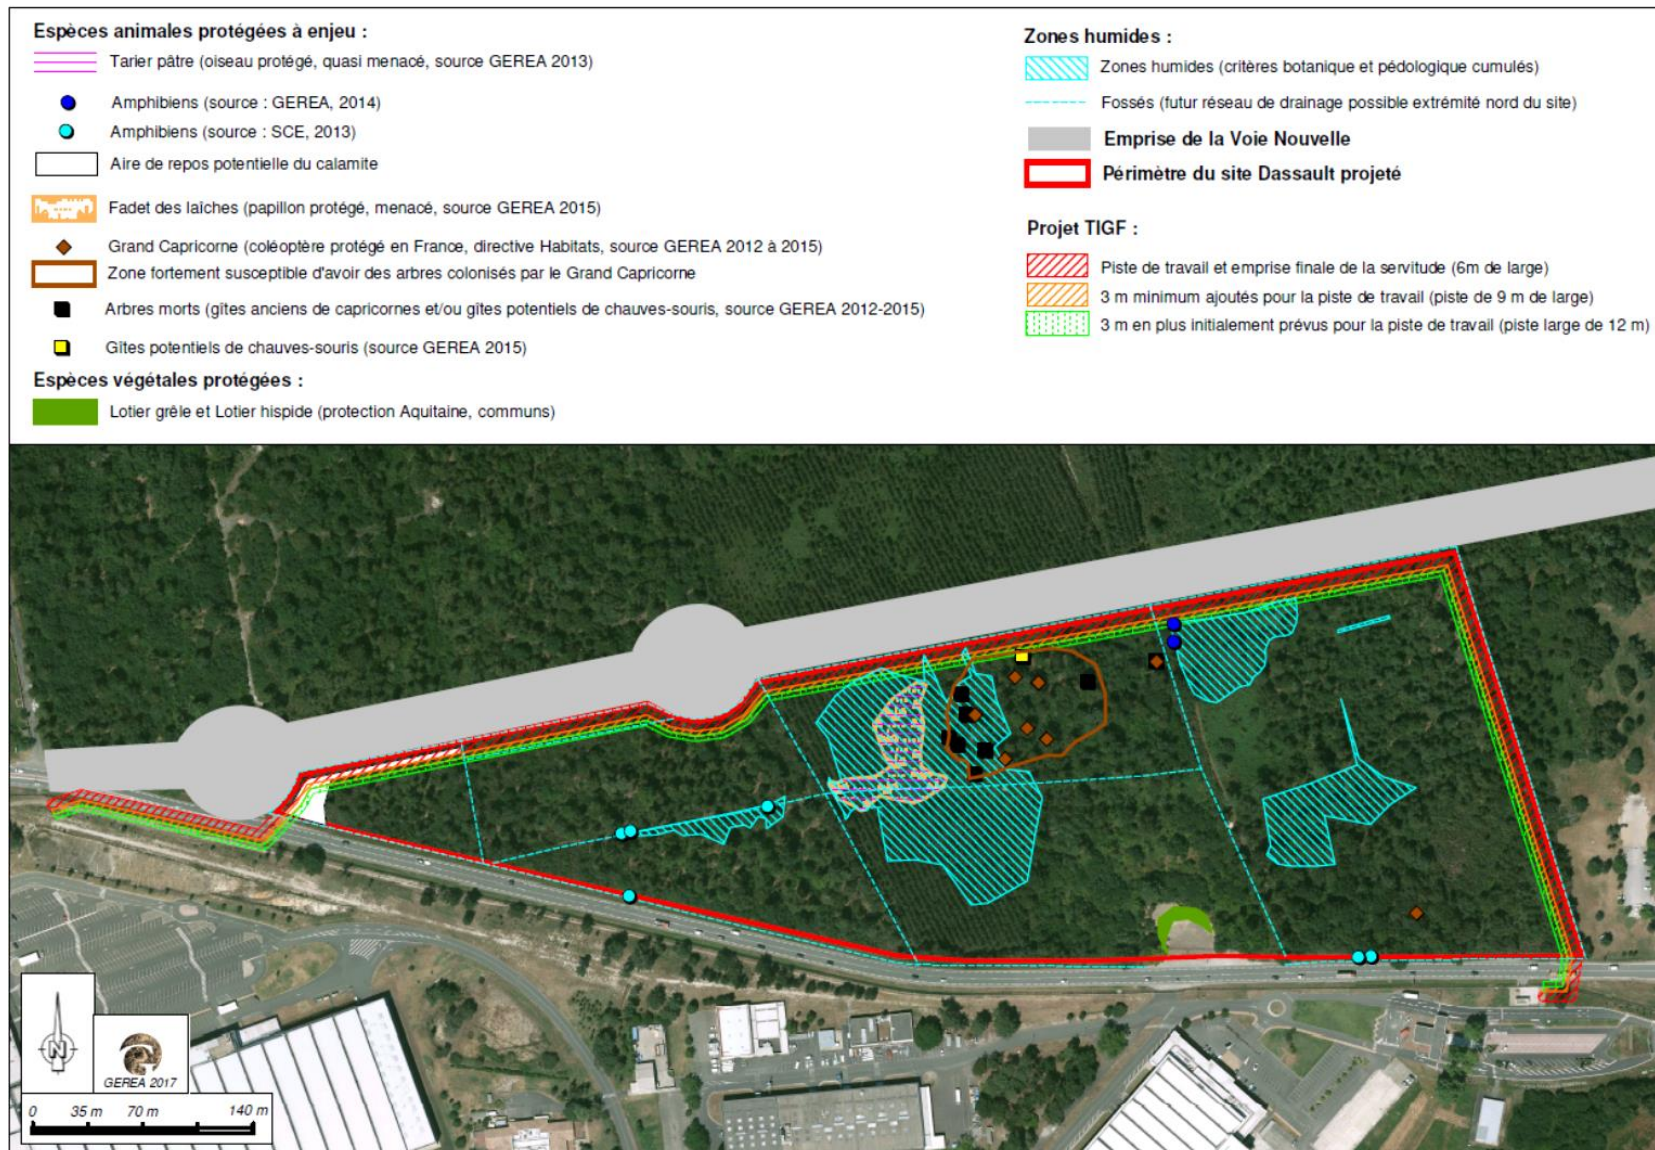 Espèces animales protégées à enjeu :
Tarier pâtre (oiseau protégé, quasi menacé, source GEREA 2013)
Amphibiens (source : GEREA, 2014)
Amphibiens (source : SCE, 2013)
Aire de repos potentielle du calamite
Fadet des laîches (papillon protégé, menacé, source GEREA 2015)
Grand Capricorne (coléoptère protégé en France, directive Habitats, source GEREA 2012 à 2015)
Zone fortement susceptible d'avoir des arbres colonisés par le Grand Capricorne
Arbres morts (gîtes anciens de capricornes et/ou gîtes potentiels de chauves-souris, source GEREA 2012-2015)
Gîtes potentiels de chauves-souris (source GEREA 2015)
Espèces végétales protégées :
Lotier grêle et Lotier hispide (protection Aquitaine, communs)
Zones humides :
Zones humides (critères botanique et pédologique cumulés)
Fossés (futur réseau de drainage possible extrémité nord du site)
Emprise de la Voie Nouvelle
Périmètre du site Dassault projeté
Projet TIGF :
Piste de travail et emprise finale de la servitude (6m de large)
3 m minimum ajoutés pour la piste de travail (piste de 9 m de large)
3 m en plus initialement prévus pour la piste de travail (piste large de 12 m)
N
GEREA 2017
0 35 m 70 m 140 m